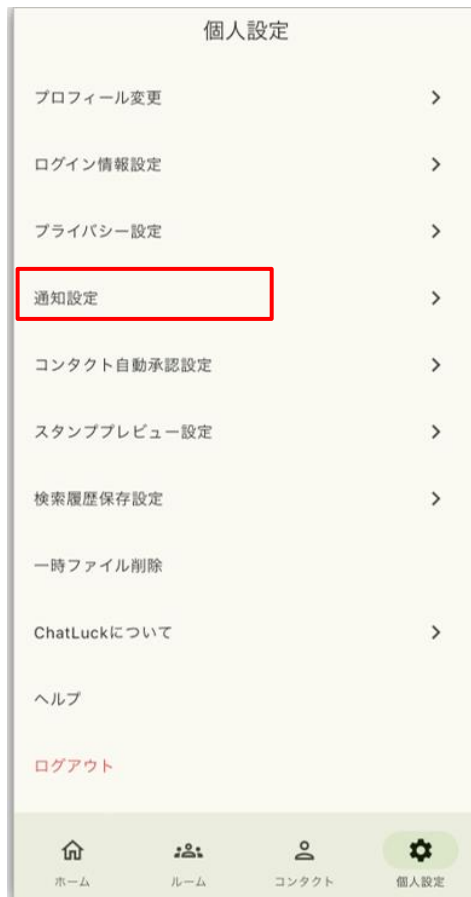 個人設定
プロフィール変更
ログイン情報設定
プライバシー設定
通知設定
コンタクト自動承認設定
スタンププレビュー設定
検索履歴保存設定
一時ファイル削除
ChatLuckについて
ヘルプ
ログアウト
ホーム ルーム コンタクト 個人設定